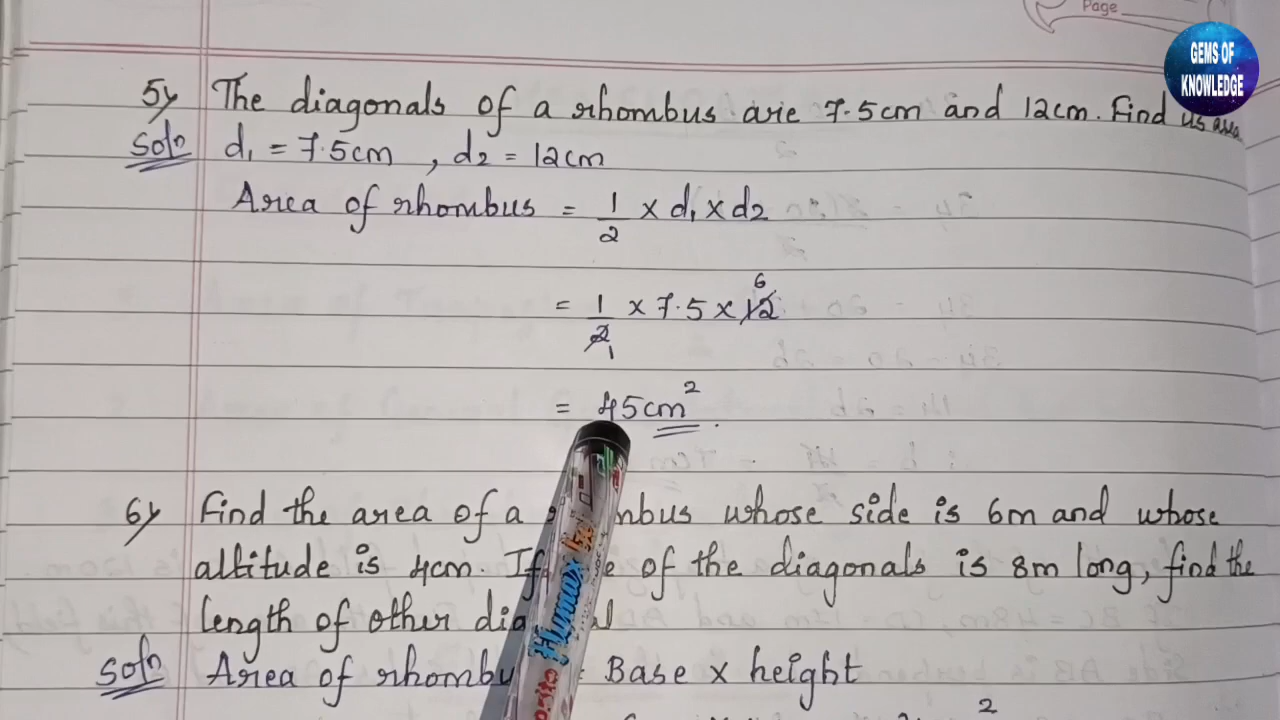 Page
GEMS OF
KNOWLEDGE
5) The diagonals of a rhombus are 7.5cm and 12cm. Find its area
Soln d₁ = 7.5cm , d₂ = 12cm
Area of rhombus = 1/2 × d₁ × d₂
= 1/2 × 7.5 × 12
6
1
= 45cm²
6) Find the area of a rhombus whose side is 6m and whose
altitude is 4cm. If of the diagonals is 8m long, find the
length of other
Soln Area of = Base × height
2